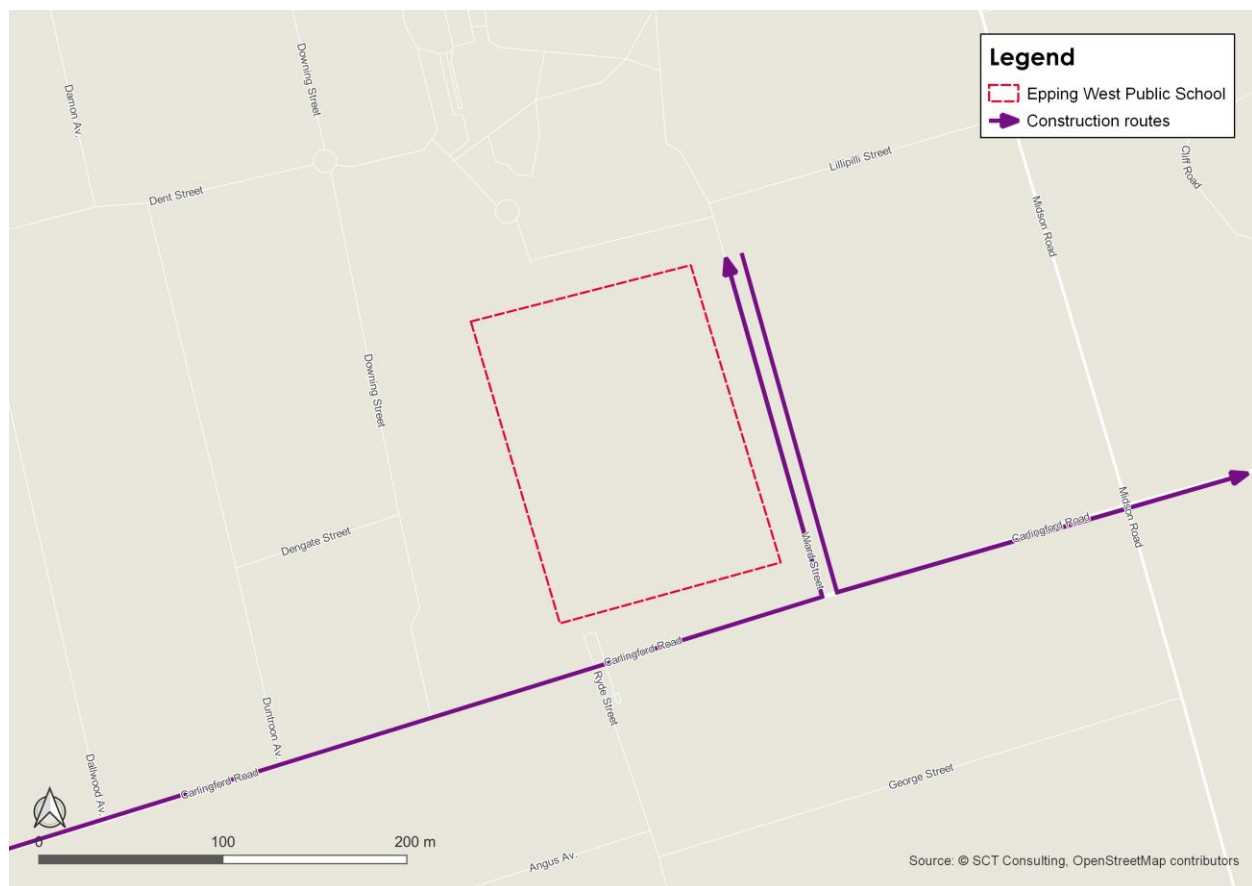 Legend
Epping West Public School
Construction routes
Downing Street
Damon Av.
Lillipilli Street
Cliff Road
Dent Street
Midson Road
Downing Street
Midson Road
Carlingford Road
Dengate Street
Ward Street
Carlingford Road
Ryde Street
Duntroon Av.
Dallwood Av.
Carlingford Road
George Street
0 100 200 m
Angus Av.
Source: © SCT Consulting, OpenStreetMap contributors